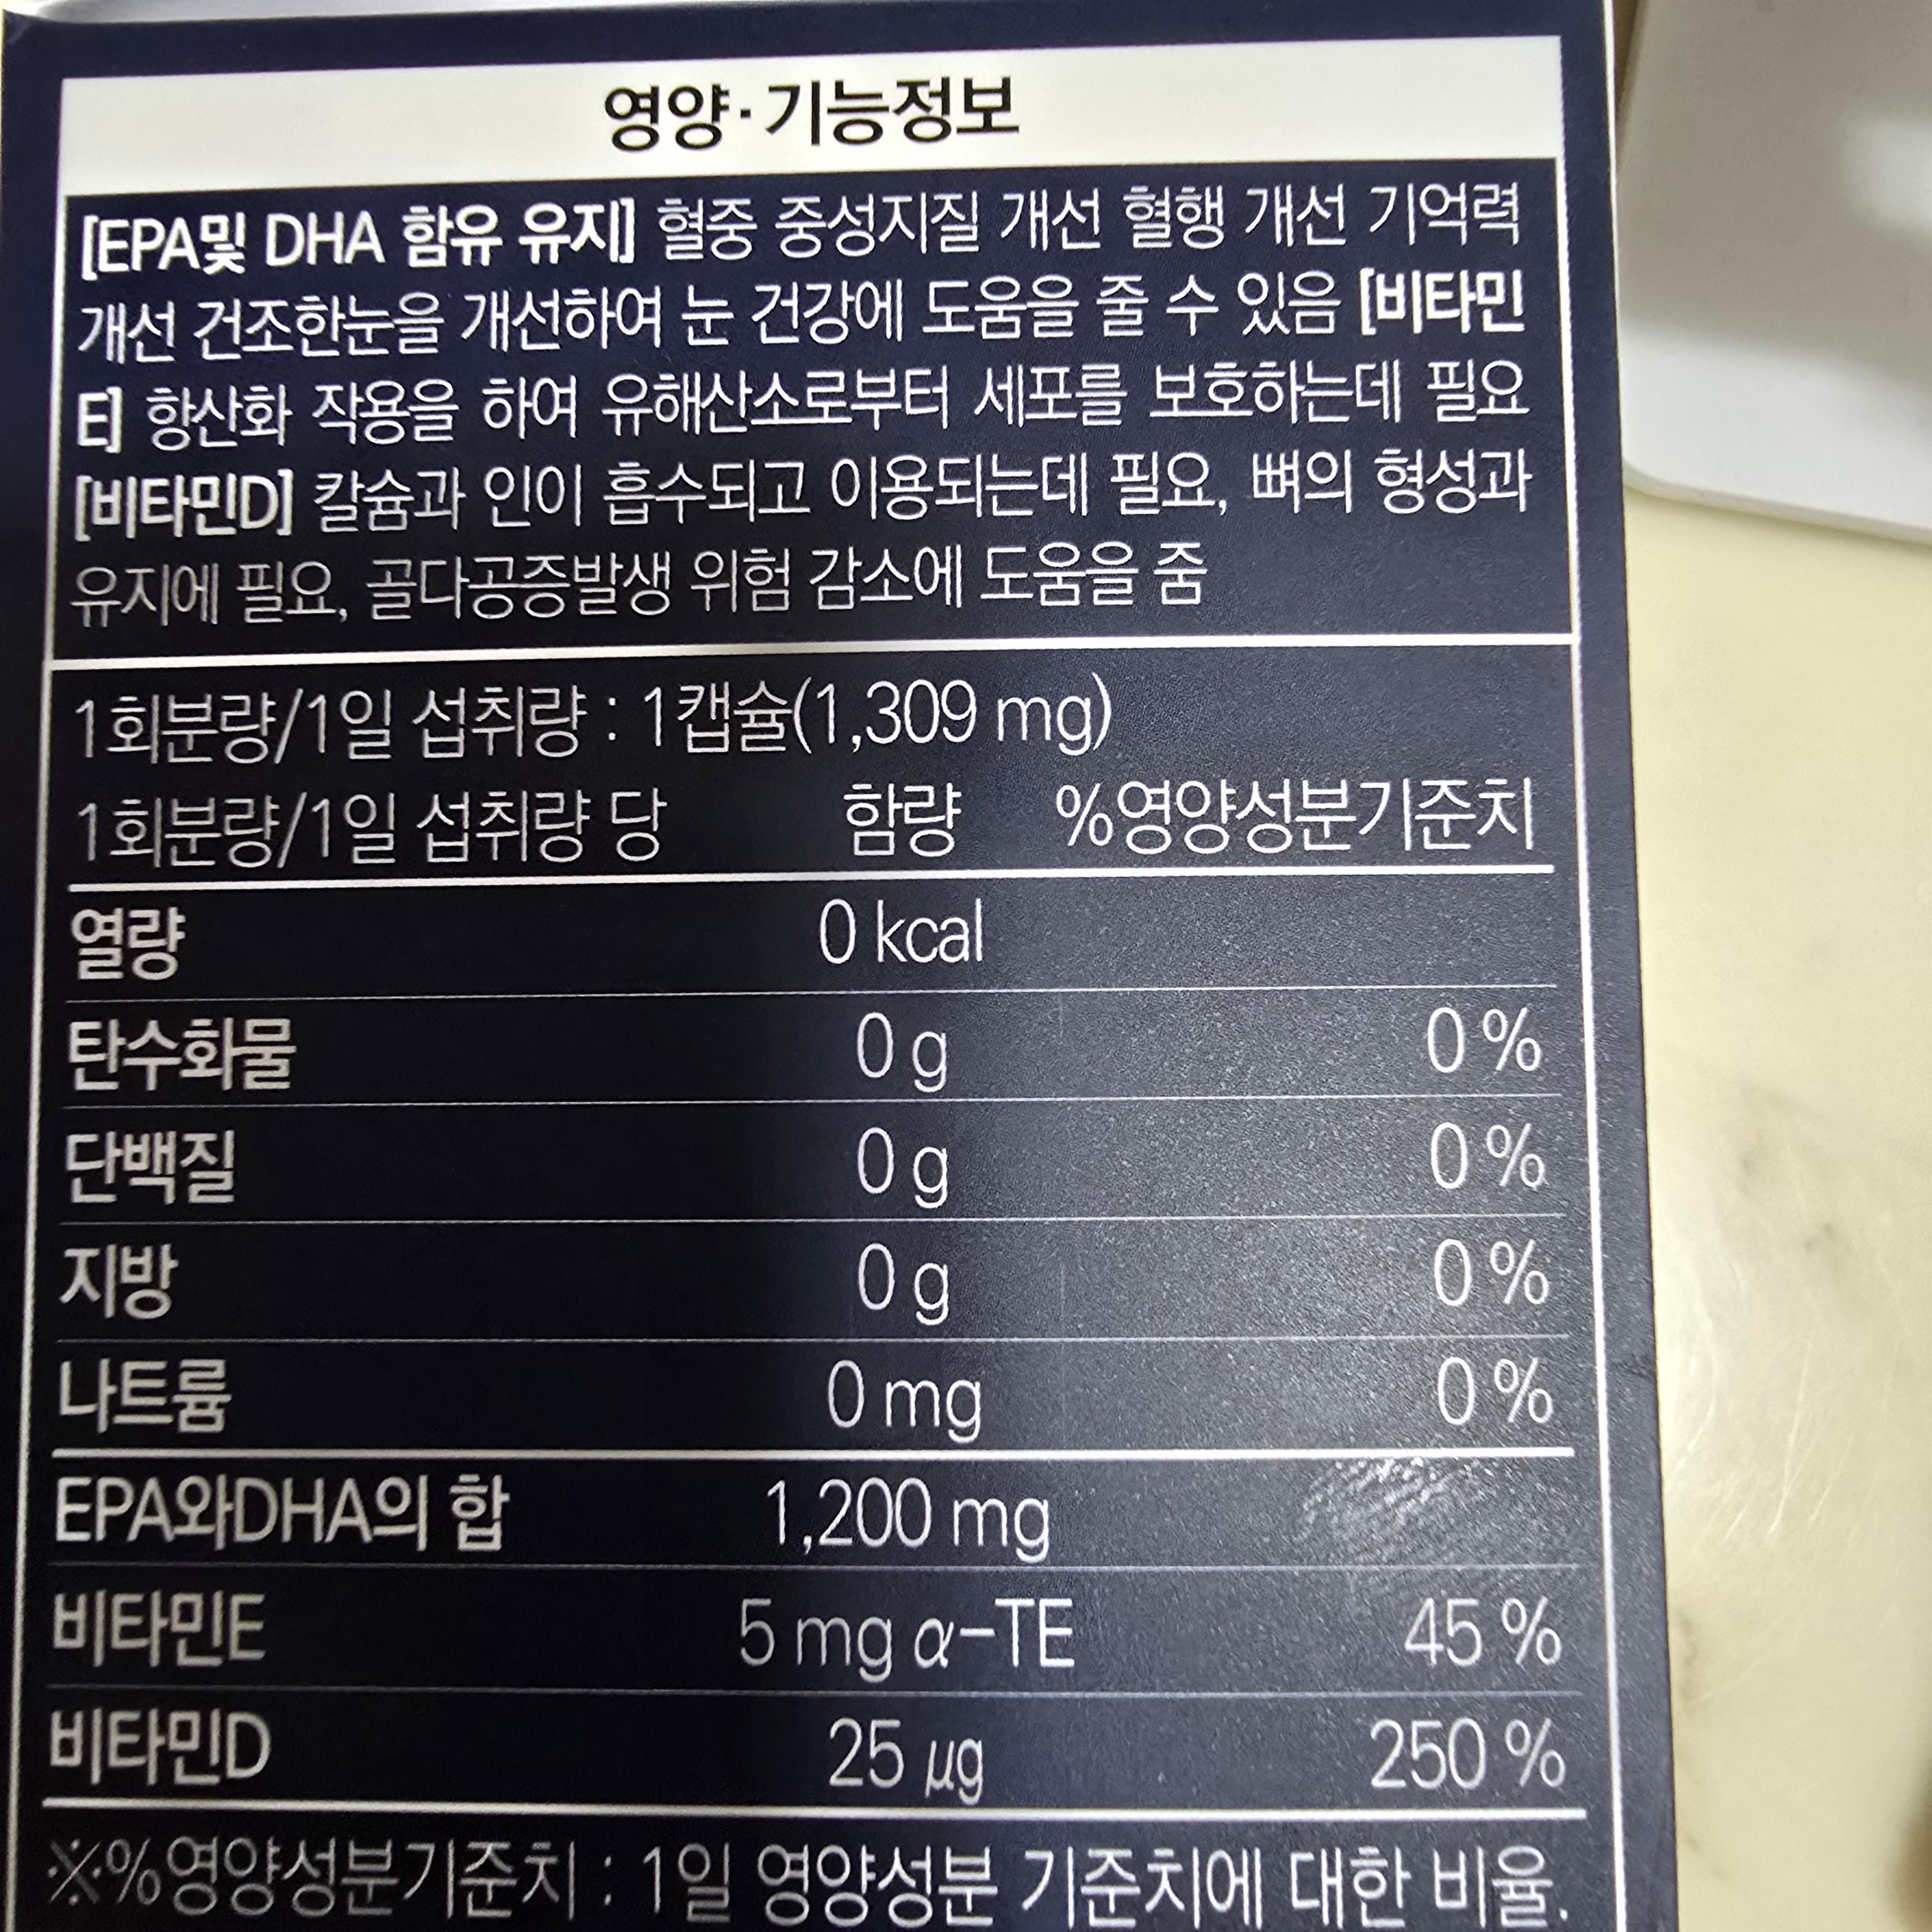 영양·기능정보
[EPA및 DHA 함유 유지] 혈중 중성지질 개선 혈행 개선 기억력
개선 건조한눈을 개선하여 눈 건강에 도움을 줄 수 있음 [비타민
E] 항산화 작용을 하여 유해산소로부터 세포를 보호하는데 필요
[비타민D] 칼슘과 인이 흡수되고 이용되는데 필요, 뼈의 형성과
유지에 필요, 골다공증발생 위험 감소에 도움을 줌
1회분량/1일 섭취량 : 1캡슐(1,309 mg)
1회분량/1일 섭취량 당 함량 %영양성분기준치
열량 0 kcal
탄수화물 0 g 0 %
단백질 0 g 0 %
지방 0 g 0 %
나트륨 0 mg 0 %
EPA와DHA의 합 1,200 mg
비타민E 5 mg α-TE 45 %
비타민D 25 µg 250 %
※%영양성분기준치 : 1일 영양성분 기준치에 대한 비율.